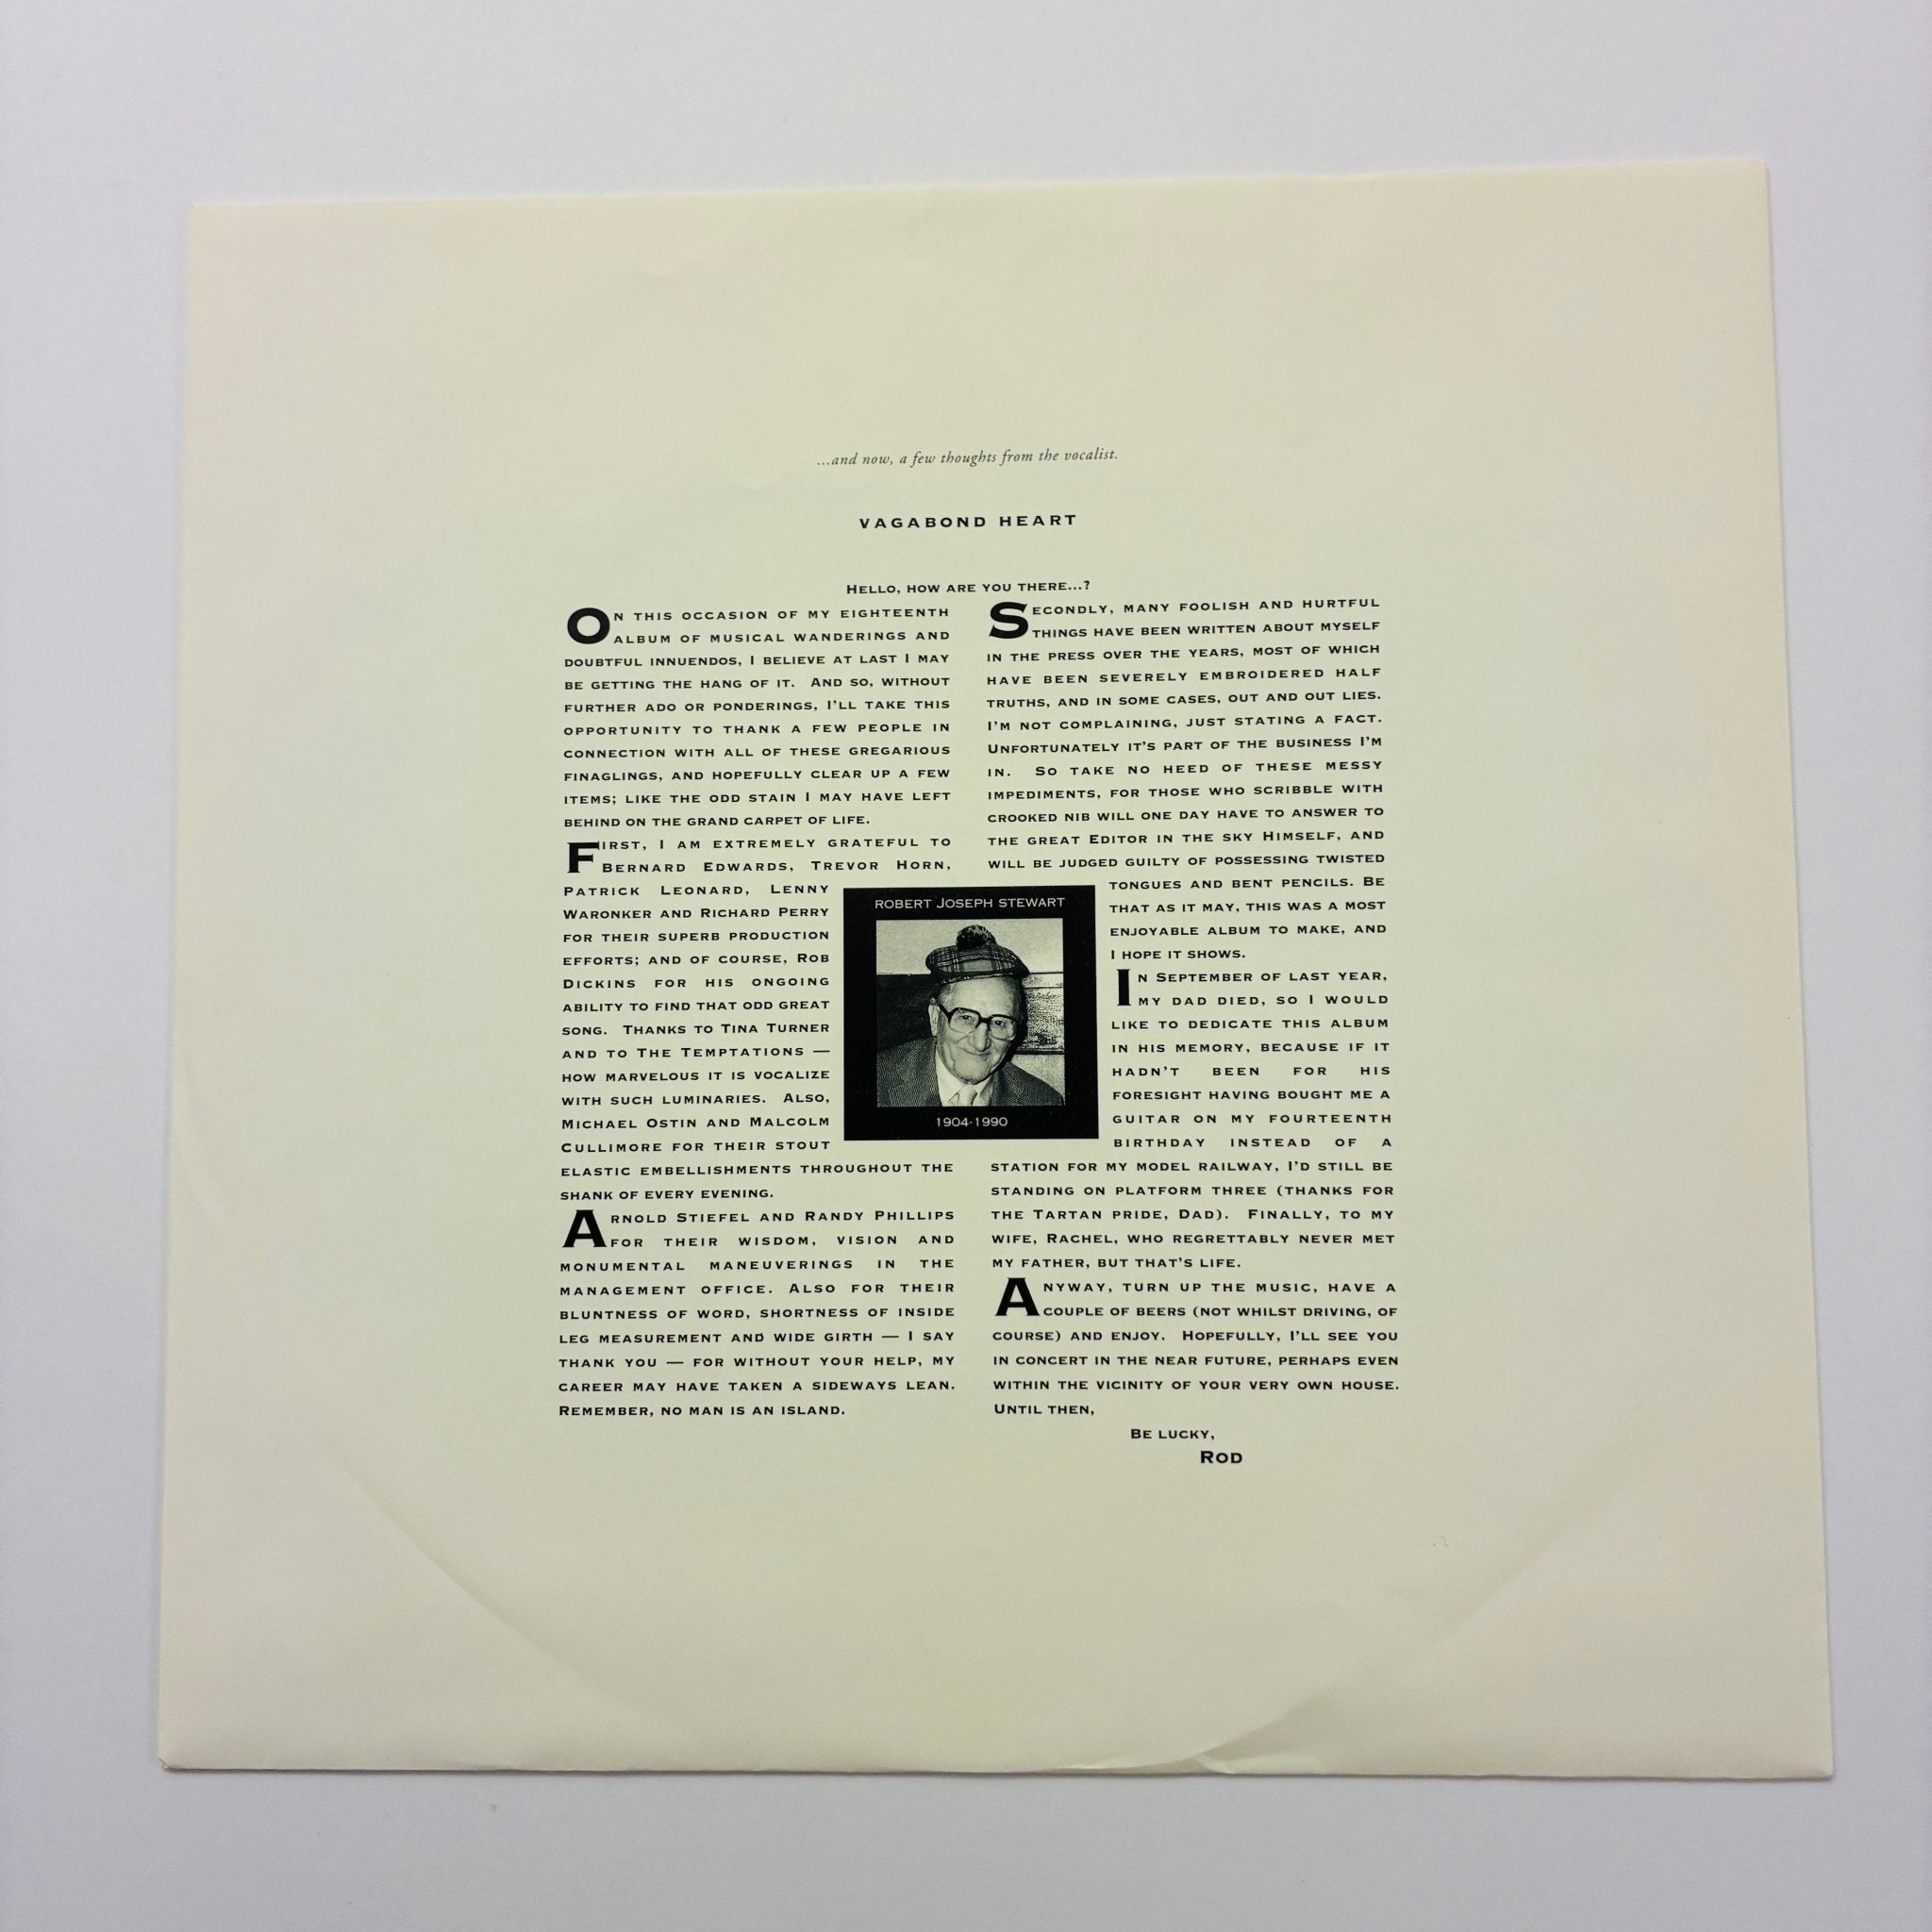 ...and now, a few thoughts from the vocalist.
VAGABOND HEART
HELLO, HOW ARE YOU THERE...?
ON THIS OCCASION OF MY EIGHTEENTH
ALBUM OF MUSICAL WANDERINGS AND
DOUBTFUL INNUENDOS, I BELIEVE AT LAST I MAY
BE GETTING THE HANG OF IT. AND SO, WITHOUT
FURTHER ADO OR PONDERINGS, I'LL TAKE THIS
OPPORTUNITY TO THANK A FEW PEOPLE IN
CONNECTION WITH ALL OF THESE GREGARIOUS
FINAGLINGS, AND HOPEFULLY CLEAR UP A FEW
ITEMS; LIKE THE ODD STAIN I MAY HAVE LEFT
BEHIND ON THE GRAND CARPET OF LIFE.
FIRST, I AM EXTREMELY GRATEFUL TO
BERNARD EDWARDS, TREVOR HORN,
PATRICK LEONARD, LENNY
WARONKER AND RICHARD PERRY
FOR THEIR SUPERB PRODUCTION
EFFORTS; AND OF COURSE, ROB
DICKINS FOR HIS ONGOING
ABILITY TO FIND THAT ODD GREAT
SONG. THANKS TO TINA TURNER
AND TO THE TEMPTATIONS —
HOW MARVELOUS IT IS VOCALIZE
WITH SUCH LUMINARIES. ALSO,
MICHAEL OSTIN AND MALCOLM
CULLIMORE FOR THEIR STOUT
ELASTIC EMBELLISHMENTS THROUGHOUT THE
SHANK OF EVERY EVENING.
ARNOLD STIEFEL AND RANDY PHILLIPS
FOR THEIR WISDOM, VISION AND
MONUMENTAL MANEUVERINGS IN THE
MANAGEMENT OFFICE. ALSO FOR THEIR
BLUNTNESS OF WORD, SHORTNESS OF INSIDE
LEG MEASUREMENT AND WIDE GIRTH — I SAY
THANK YOU — FOR WITHOUT YOUR HELP, MY
CAREER MAY HAVE TAKEN A SIDEWAYS LEAN.
REMEMBER, NO MAN IS AN ISLAND.
ROBERT JOSEPH STEWART
1904-1990
SECONDLY, MANY FOOLISH AND HURTFUL
THINGS HAVE BEEN WRITTEN ABOUT MYSELF
IN THE PRESS OVER THE YEARS, MOST OF WHICH
HAVE BEEN SEVERELY EMBROIDERED HALF
TRUTHS, AND IN SOME CASES, OUT AND OUT LIES.
I'M NOT COMPLAINING, JUST STATING A FACT.
UNFORTUNATELY IT'S PART OF THE BUSINESS I'M
IN. SO TAKE NO HEED OF THESE MESSY
IMPEDIMENTS, FOR THOSE WHO SCRIBBLE WITH
CROOKED NIB WILL ONE DAY HAVE TO ANSWER TO
THE GREAT EDITOR IN THE SKY HIMSELF, AND
WILL BE JUDGED GUILTY OF POSSESSING TWISTED
TONGUES AND BENT PENCILS. BE
THAT AS IT MAY, THIS WAS A MOST
ENJOYABLE ALBUM TO MAKE, AND
I HOPE IT SHOWS.
IN SEPTEMBER OF LAST YEAR,
MY DAD DIED, SO I WOULD
LIKE TO DEDICATE THIS ALBUM
IN HIS MEMORY, BECAUSE IF IT
HADN'T BEEN FOR HIS
FORESIGHT HAVING BOUGHT ME A
GUITAR ON MY FOURTEENTH
BIRTHDAY INSTEAD OF A
STATION FOR MY MODEL RAILWAY, I'D STILL BE
STANDING ON PLATFORM THREE (THANKS FOR
THE TARTAN PRIDE, DAD). FINALLY, TO MY
WIFE, RACHEL, WHO REGRETTABLY NEVER MET
MY FATHER, BUT THAT'S LIFE.
ANYWAY, TURN UP THE MUSIC, HAVE A
COUPLE OF BEERS (NOT WHILST DRIVING, OF
COURSE) AND ENJOY. HOPEFULLY, I'LL SEE YOU
IN CONCERT IN THE NEAR FUTURE, PERHAPS EVEN
WITHIN THE VICINITY OF YOUR VERY OWN HOUSE.
UNTIL THEN,
BE LUCKY,
ROD